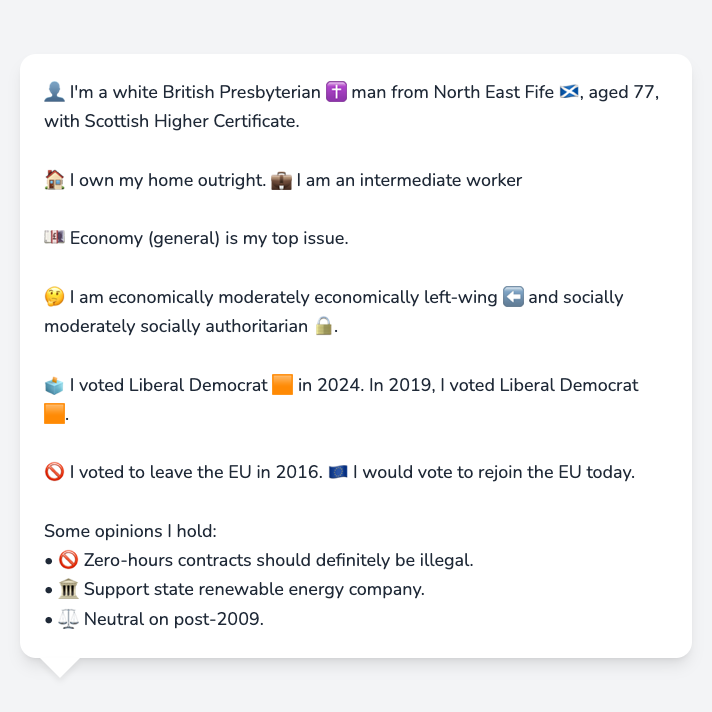 👤 I'm a white British Presbyterian ✝️ man from North East Fife 🏴󠁧󠁢󠁳󠁣󠁴󠁿, aged 77,
with Scottish Higher Certificate.
🏠 I own my home outright. 💼 I am an intermediate worker
💷 Economy (general) is my top issue.
🤔 I am economically moderately economically left-wing ⬅️ and socially
moderately socially authoritarian 🔒.
🗳️ I voted Liberal Democrat 🟧 in 2024. In 2019, I voted Liberal Democrat
🟧.
🚫 I voted to leave the EU in 2016. 🇪🇺 I would vote to rejoin the EU today.
Some opinions I hold:
• 🚫 Zero-hours contracts should definitely be illegal.
• 🏛️ Support state renewable energy company.
• ⚖️ Neutral on post-2009.